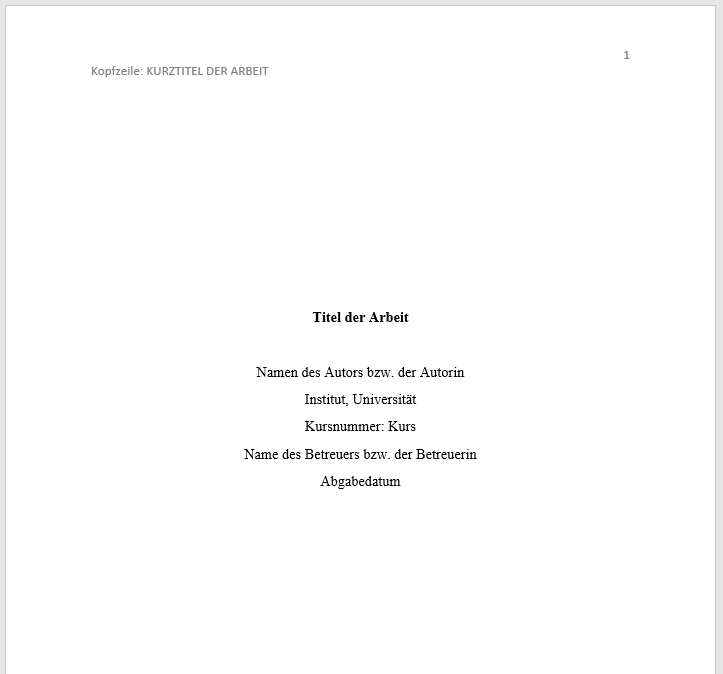 1
Kopfzeile: KURZTITEL DER ARBEIT
Titel der Arbeit
Namen des Autors bzw. der Autorin
Institut, Universität
Kursnummer: Kurs
Name des Betreuers bzw. der Betreuerin
Abgabedatum